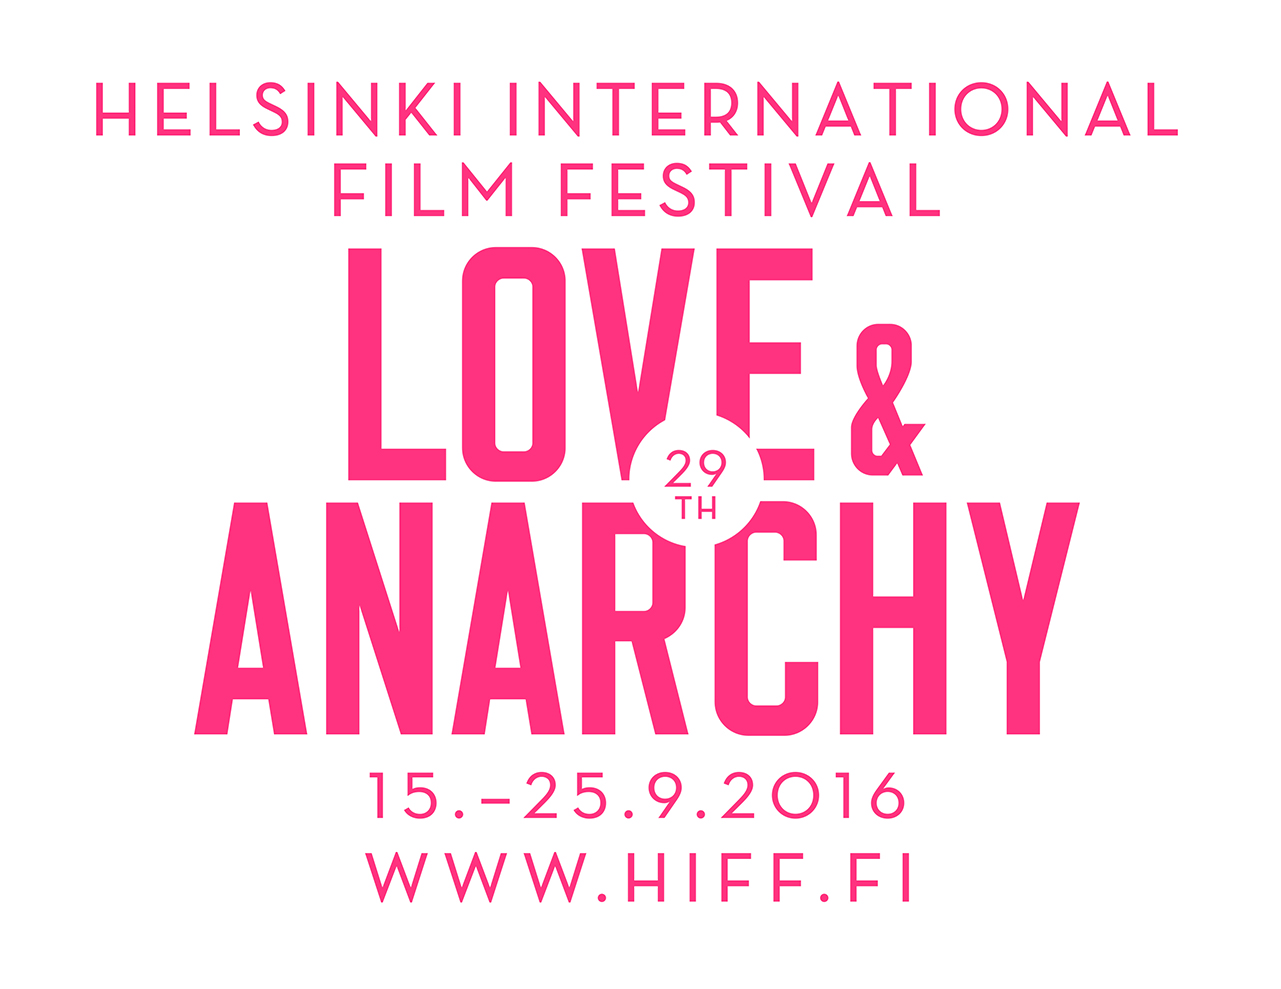 HELSINKI INTERNATIONAL
FILM FESTIVAL
LOVE &
29
TH
ANARCHY
15.–25.9.2016
WWW.HIFF.FI